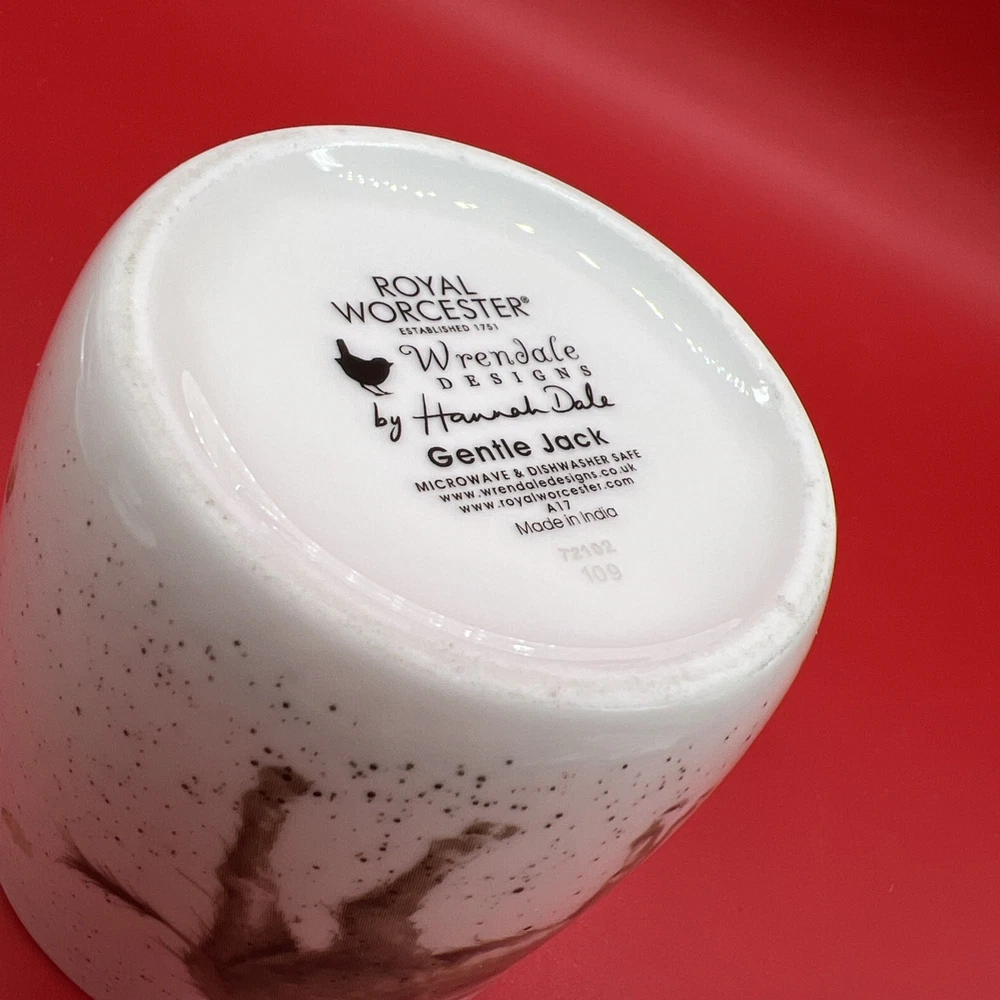 ROYAL
WORCESTER®
ESTABLISHED 1751
Wrendale
DESIGNS
by Hannah Dale
Gentle Jack
MICROWAVE & DISHWASHER SAFE
www.wrendaledesigns.co.uk
www.royalworcester.com
A17
Made in India
T2102
109